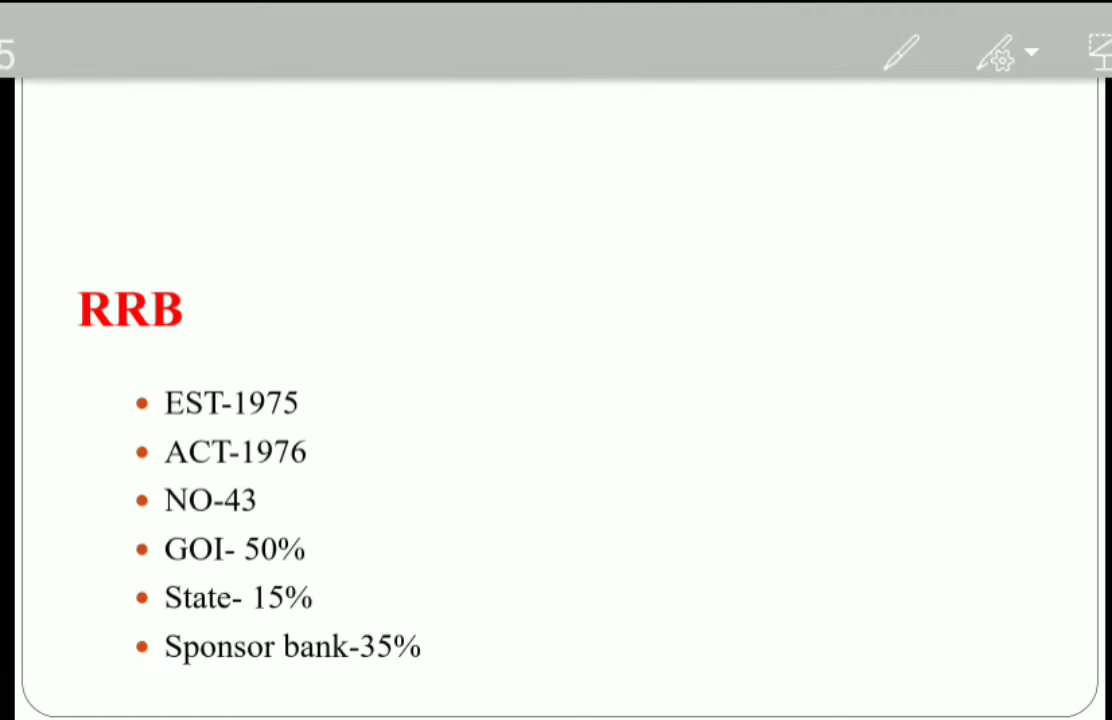 5
RRB
EST-1975
ACT-1976
NO-43
GOI- 50%
State- 15%
Sponsor bank-35%